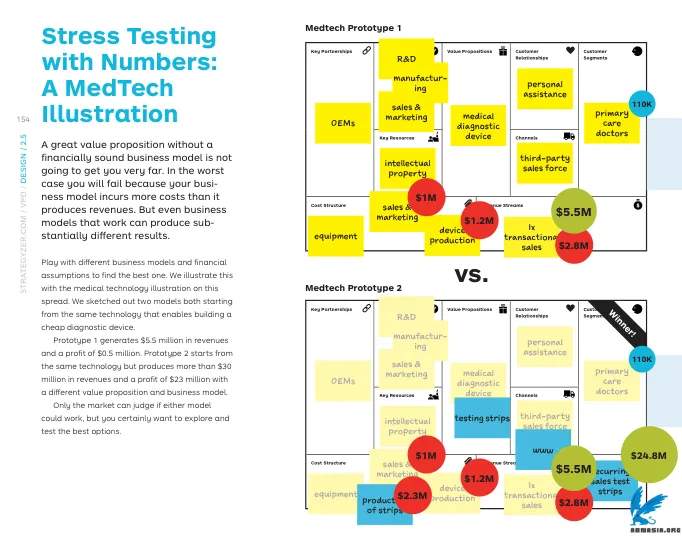 Stress Testing
with Numbers:
A MedTech
Illustration
154
STRATEGYZER.COM / VPD / DESIGN / 2.5
A great value proposition without a
financially sound business model is not
going to get you very far. In the worst
case you will fail because your busi-
ness model incurs more costs than it
produces revenues. But even business
models that work can produce sub-
stantially different results.
Play with different business models and financial
assumptions to find the best one. We illustrate this
with the medical technology illustration on this
spread. We sketched out two models both starting
from the same technology that enables building a
cheap diagnostic device.
Prototype 1 generates $5.5 million in revenues
and a profit of $0.5 million. Prototype 2 starts from
the same technology but produces more than $30
million in revenues and a profit of $23 million with
a different value proposition and business model.
Only the market can judge if either model
could work, but you certainly want to explore and
test the best options.
Medtech Prototype 1
Key Partnerships
Value Propositions
Customer
Relationships
Customer
Segments
R&D
manufactur-
ing
sales &
marketing
OEMs
medical
diagnostic
device
personal
assistance
110K
primary
care
doctors
Key Resources
Channels
intellectual
property
third-party
sales force
Cost Structure
$1M
sales &
marketing
equipment
$1.2M
device
production
nue Streams
$5.5M
1x
transactional
sales
$2.8M
vs.
Medtech Prototype 2
Key Partnerships
Value Propositions
Customer
Relationships
Customer
Segm
Winner!
R&D
manufactur-
ing
sales &
marketing
OEMs
medical
diagnostic
device
personal
assistance
110K
primary
care
doctors
Key Resources
Channels
testing strips
intellectual
property
third-party
sales force
www
Cost Structure
$1M
sales &
marketing
equipment
product
of strips
$2.3M
$1.2M
device
production
nue Streams
$5.5M
1x
transactional
sales
$2.8M
$24.8M
ecurring
sales test
strips
ARMASIA.ORG